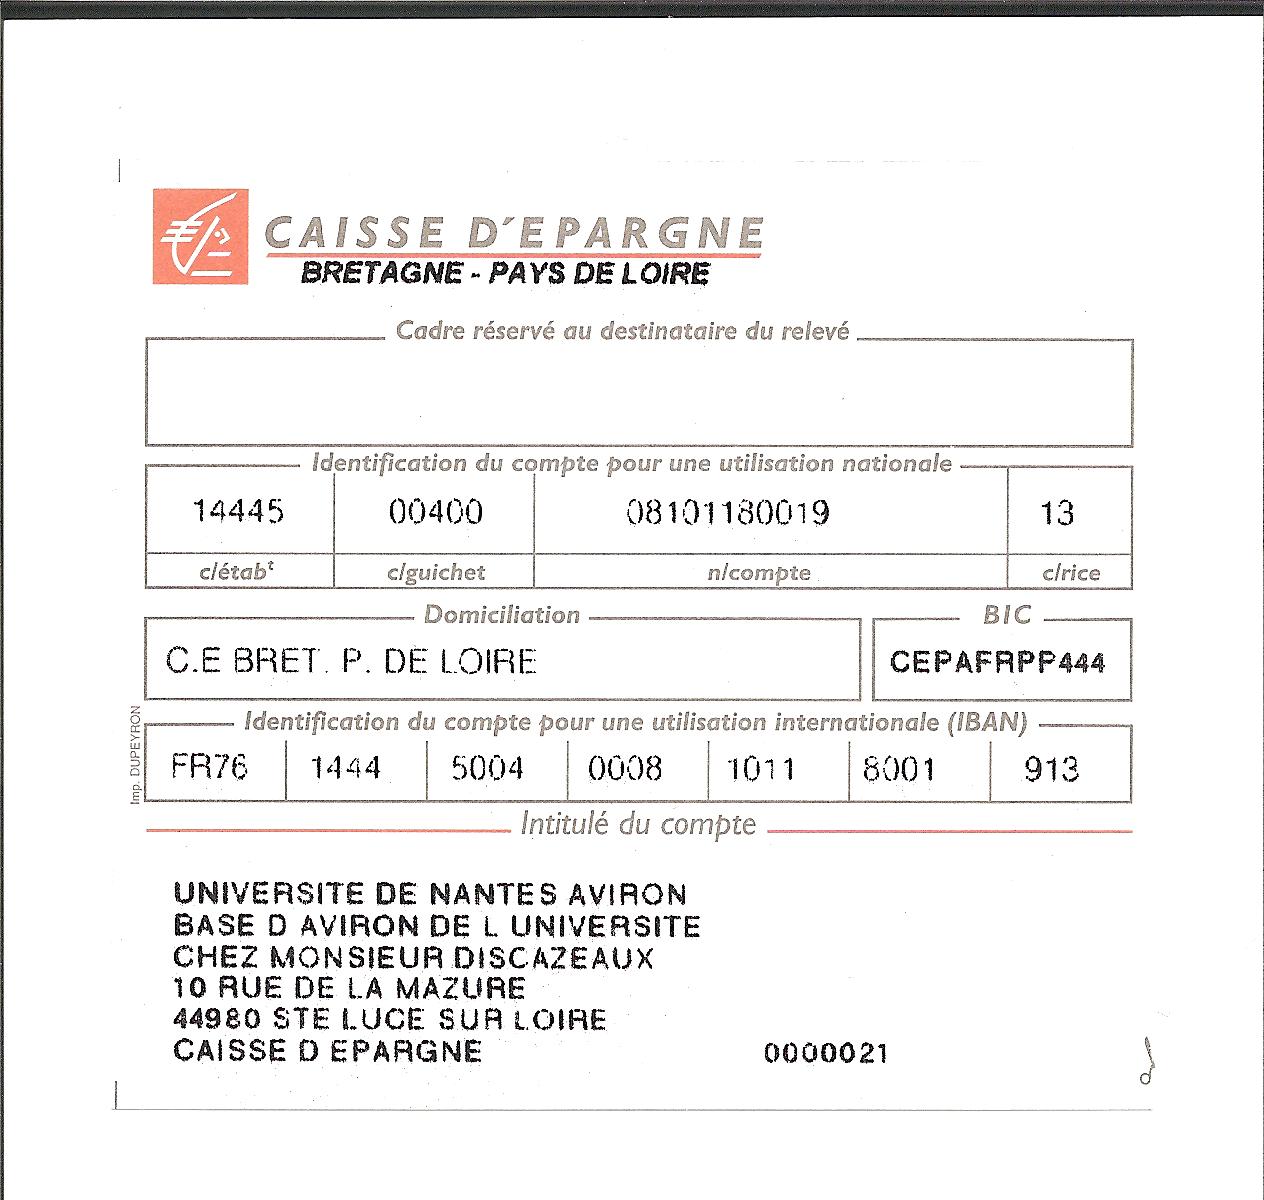 CAISSE D'EPARGNE
BRETAGNE - PAYS DE LOIRE
Cadre réservé au destinataire du relevé
Identification du compte pour une utilisation nationale
14445 00400 08101180019 13
c/étabt c/guichet n/compte c/rice
Domiciliation BIC
C.E BRET. P. DE LOIRE CEPAFRPP444
Identification du compte pour une utilisation internationale (IBAN)
FR76 1444 5004 0008 1011 8001 913
Imp. DUPEYRON
Intitulé du compte
UNIVERSITE DE NANTES AVIRON
BASE D AVIRON DE L UNIVERSITE
CHEZ MONSIEUR DISCAZEAUX
10 RUE DE LA MAZURE
44980 STE LUCE SUR LOIRE
CAISSE D EPARGNE 0000021